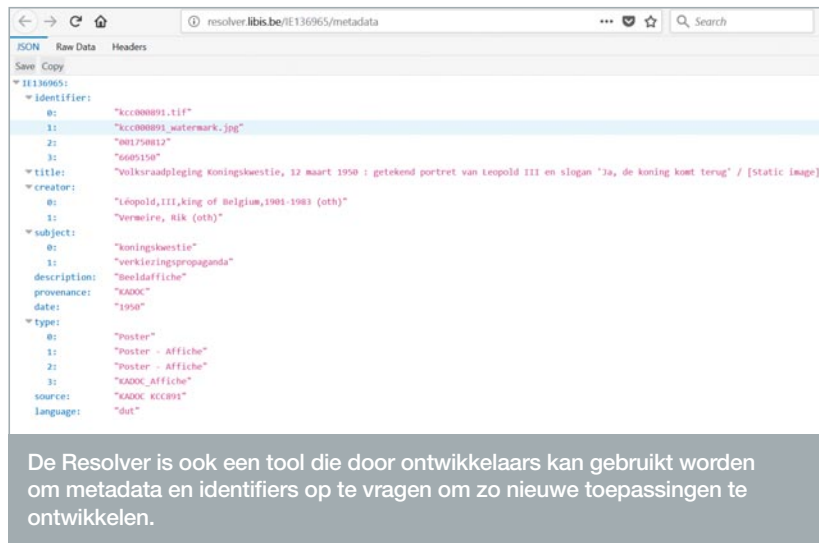 resolver.libis.be/IE136965/metadata
Search
JSON Raw Data Headers
Save Copy
IE136965:
identifier:
0: "kcc000891.tif"
1: "kcc000891_watermark.jpg"
2: "001750812"
3: "6605150"
title: "Volksraadpleging Koningskwestie, 12 maart 1950 : getekend portret van Leopold III en slogan 'Ja, de koning komt terug' / [Static image]
creator:
0: "Léopold,III,king of Belgium,1901-1983 (oth)"
1: "Vermeire, Rik (oth)"
subject:
0: "koningskwestie"
1: "verkiezingspropaganda"
description: "Beeldaffiche"
provenance: "KADOC"
date: "1950"
type:
0: "Poster"
1: "Poster - Affiche"
2: "Poster - Affiche"
3: "KADOC_Affiche"
source: "KADOC KCC891"
language: "dut"
De Resolver is ook een tool die door ontwikkelaars kan gebruikt worden
om metadata en identifiers op te vragen om zo nieuwe toepassingen te
ontwikkelen.